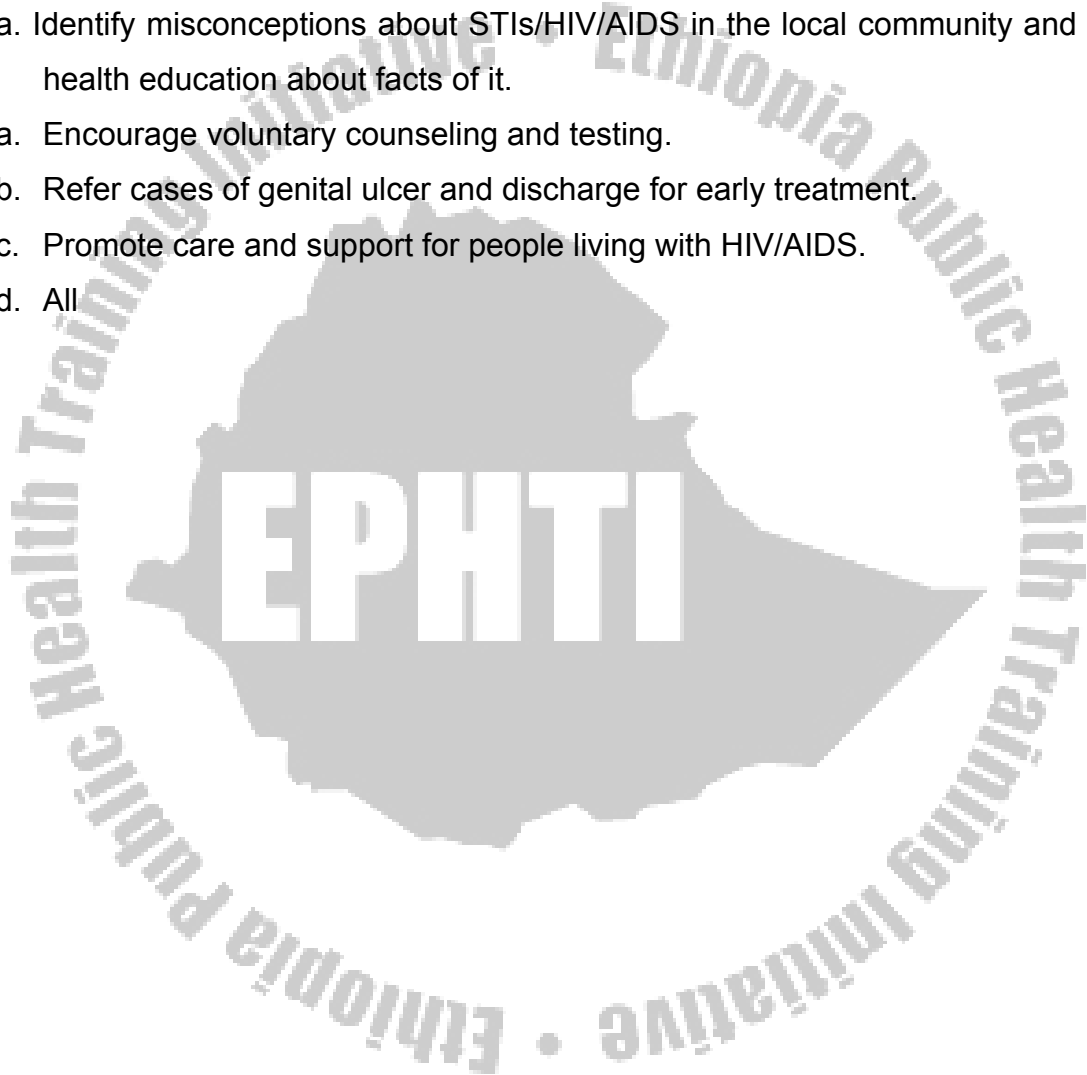 a. Identify misconceptions about STIs/HIV/AIDS in the local community and
health education about facts of it.
a. Encourage voluntary counseling and testing.
b. Refer cases of genital ulcer and discharge for early treatment.
c. Promote care and support for people living with HIV/AIDS.
d. All
EPHTI
Ethiopia Public Health Training Initiative • Ethiopia Public Health Training Initiative •